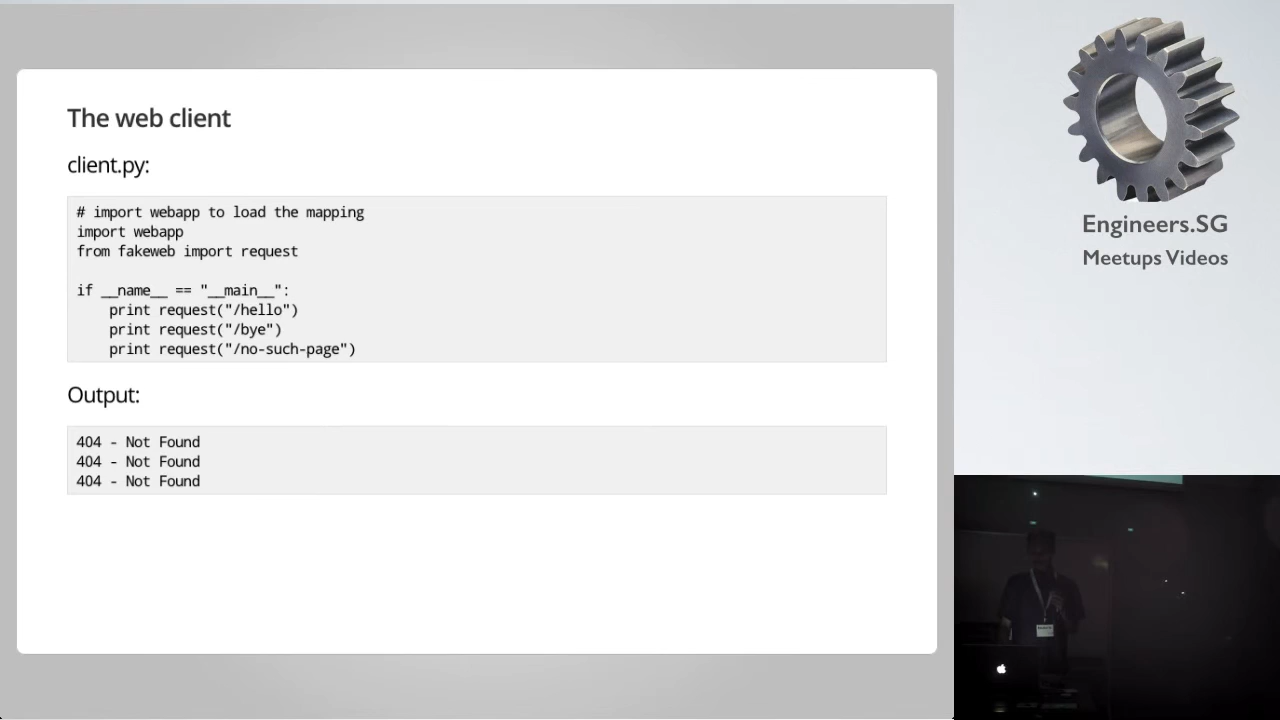 The web client
client.py:
# import webapp to load the mapping
import webapp
from fakeweb import request
if __name__ == "__main__":
    print request("/hello")
    print request("/bye")
    print request("/no-such-page")
Output:
404 - Not Found
404 - Not Found
404 - Not Found
Engineers.SG
Meetups Videos